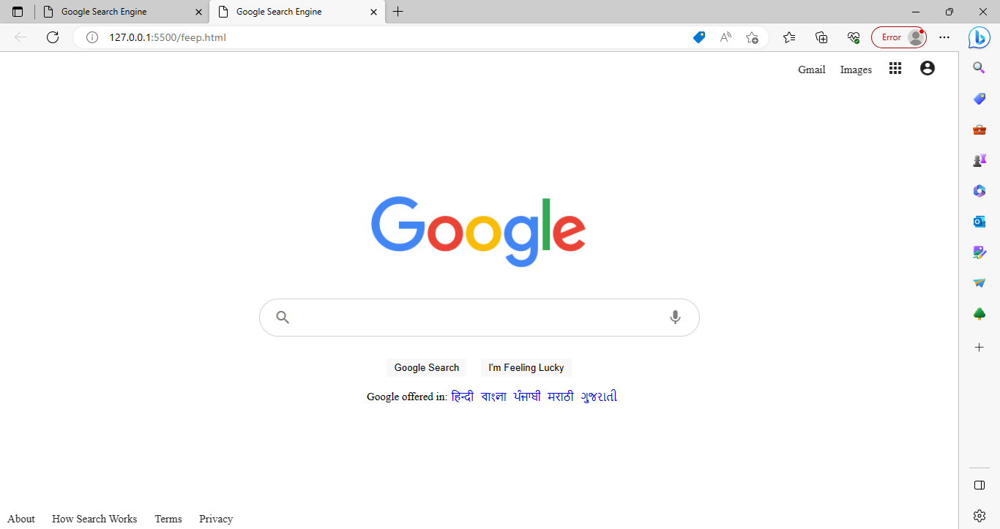 Google Search Engine Google Search Engine
127.0.0.1:5500/feep.html Error
Gmail Images
Google
Google Search I'm Feeling Lucky
Google offered in: हिन्दी বাংলা ਪੰਜਾਬੀ मराठी ગુજરાતી
About How Search Works Terms Privacy